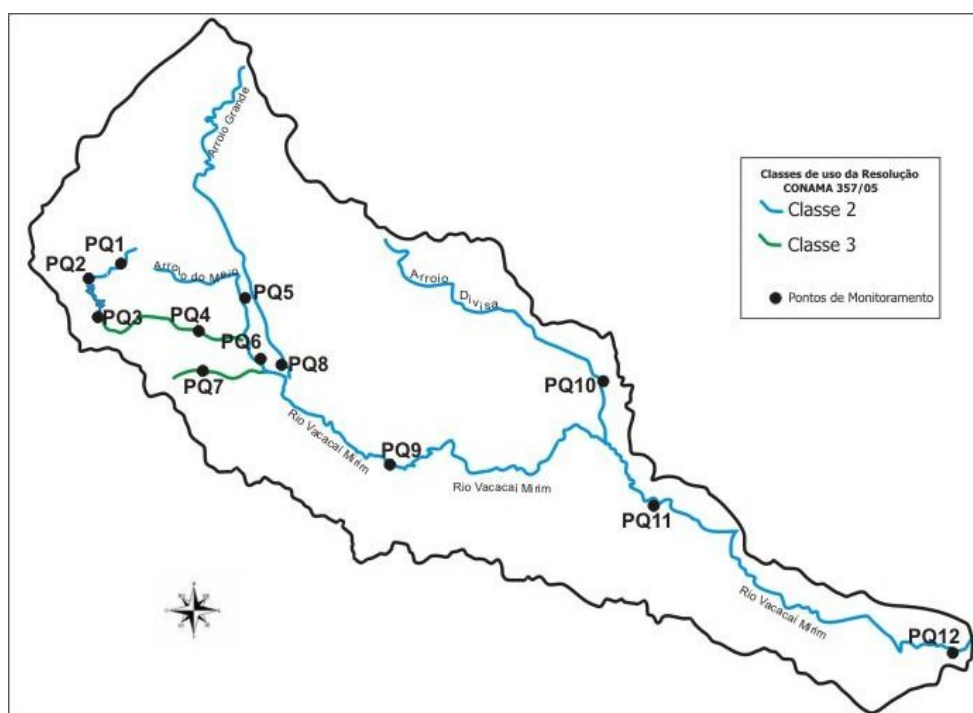 Arroio Grande
Classes de uso da Resolução
CONAMA 357/05
Classe 2
Classe 3
Pontos de Monitoramento
PQ1
PQ2
Arroio do Meio
Arroio Divisa
PQ5
PQ3
PQ4
PQ6
PQ8
PQ7
PQ10
Rio Vacacaí Mirim
PQ9
Rio Vacacaí Mirim
PQ11
Rio Vacacaí Mirim
PQ12